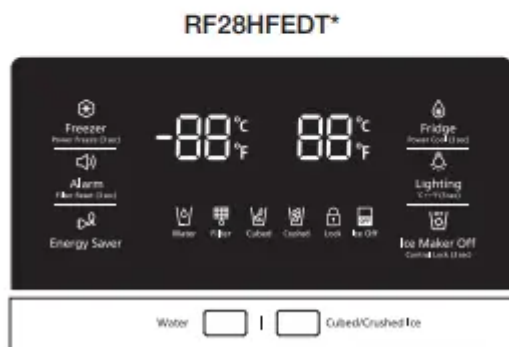 RF28HFEDT*
-88 °C °F 88 °C °F
Freezer
Power Freeze (3 sec)
Alarm
Filter Reset (3 sec)
Energy Saver
Fridge
Power Cool (3 sec)
Lighting
°C↔°F (3 sec)
Ice Maker Off
Control Lock (3 sec)
Water Filter Cubed Crushed Lock Ice Off
Water Cubed/Crushed Ice